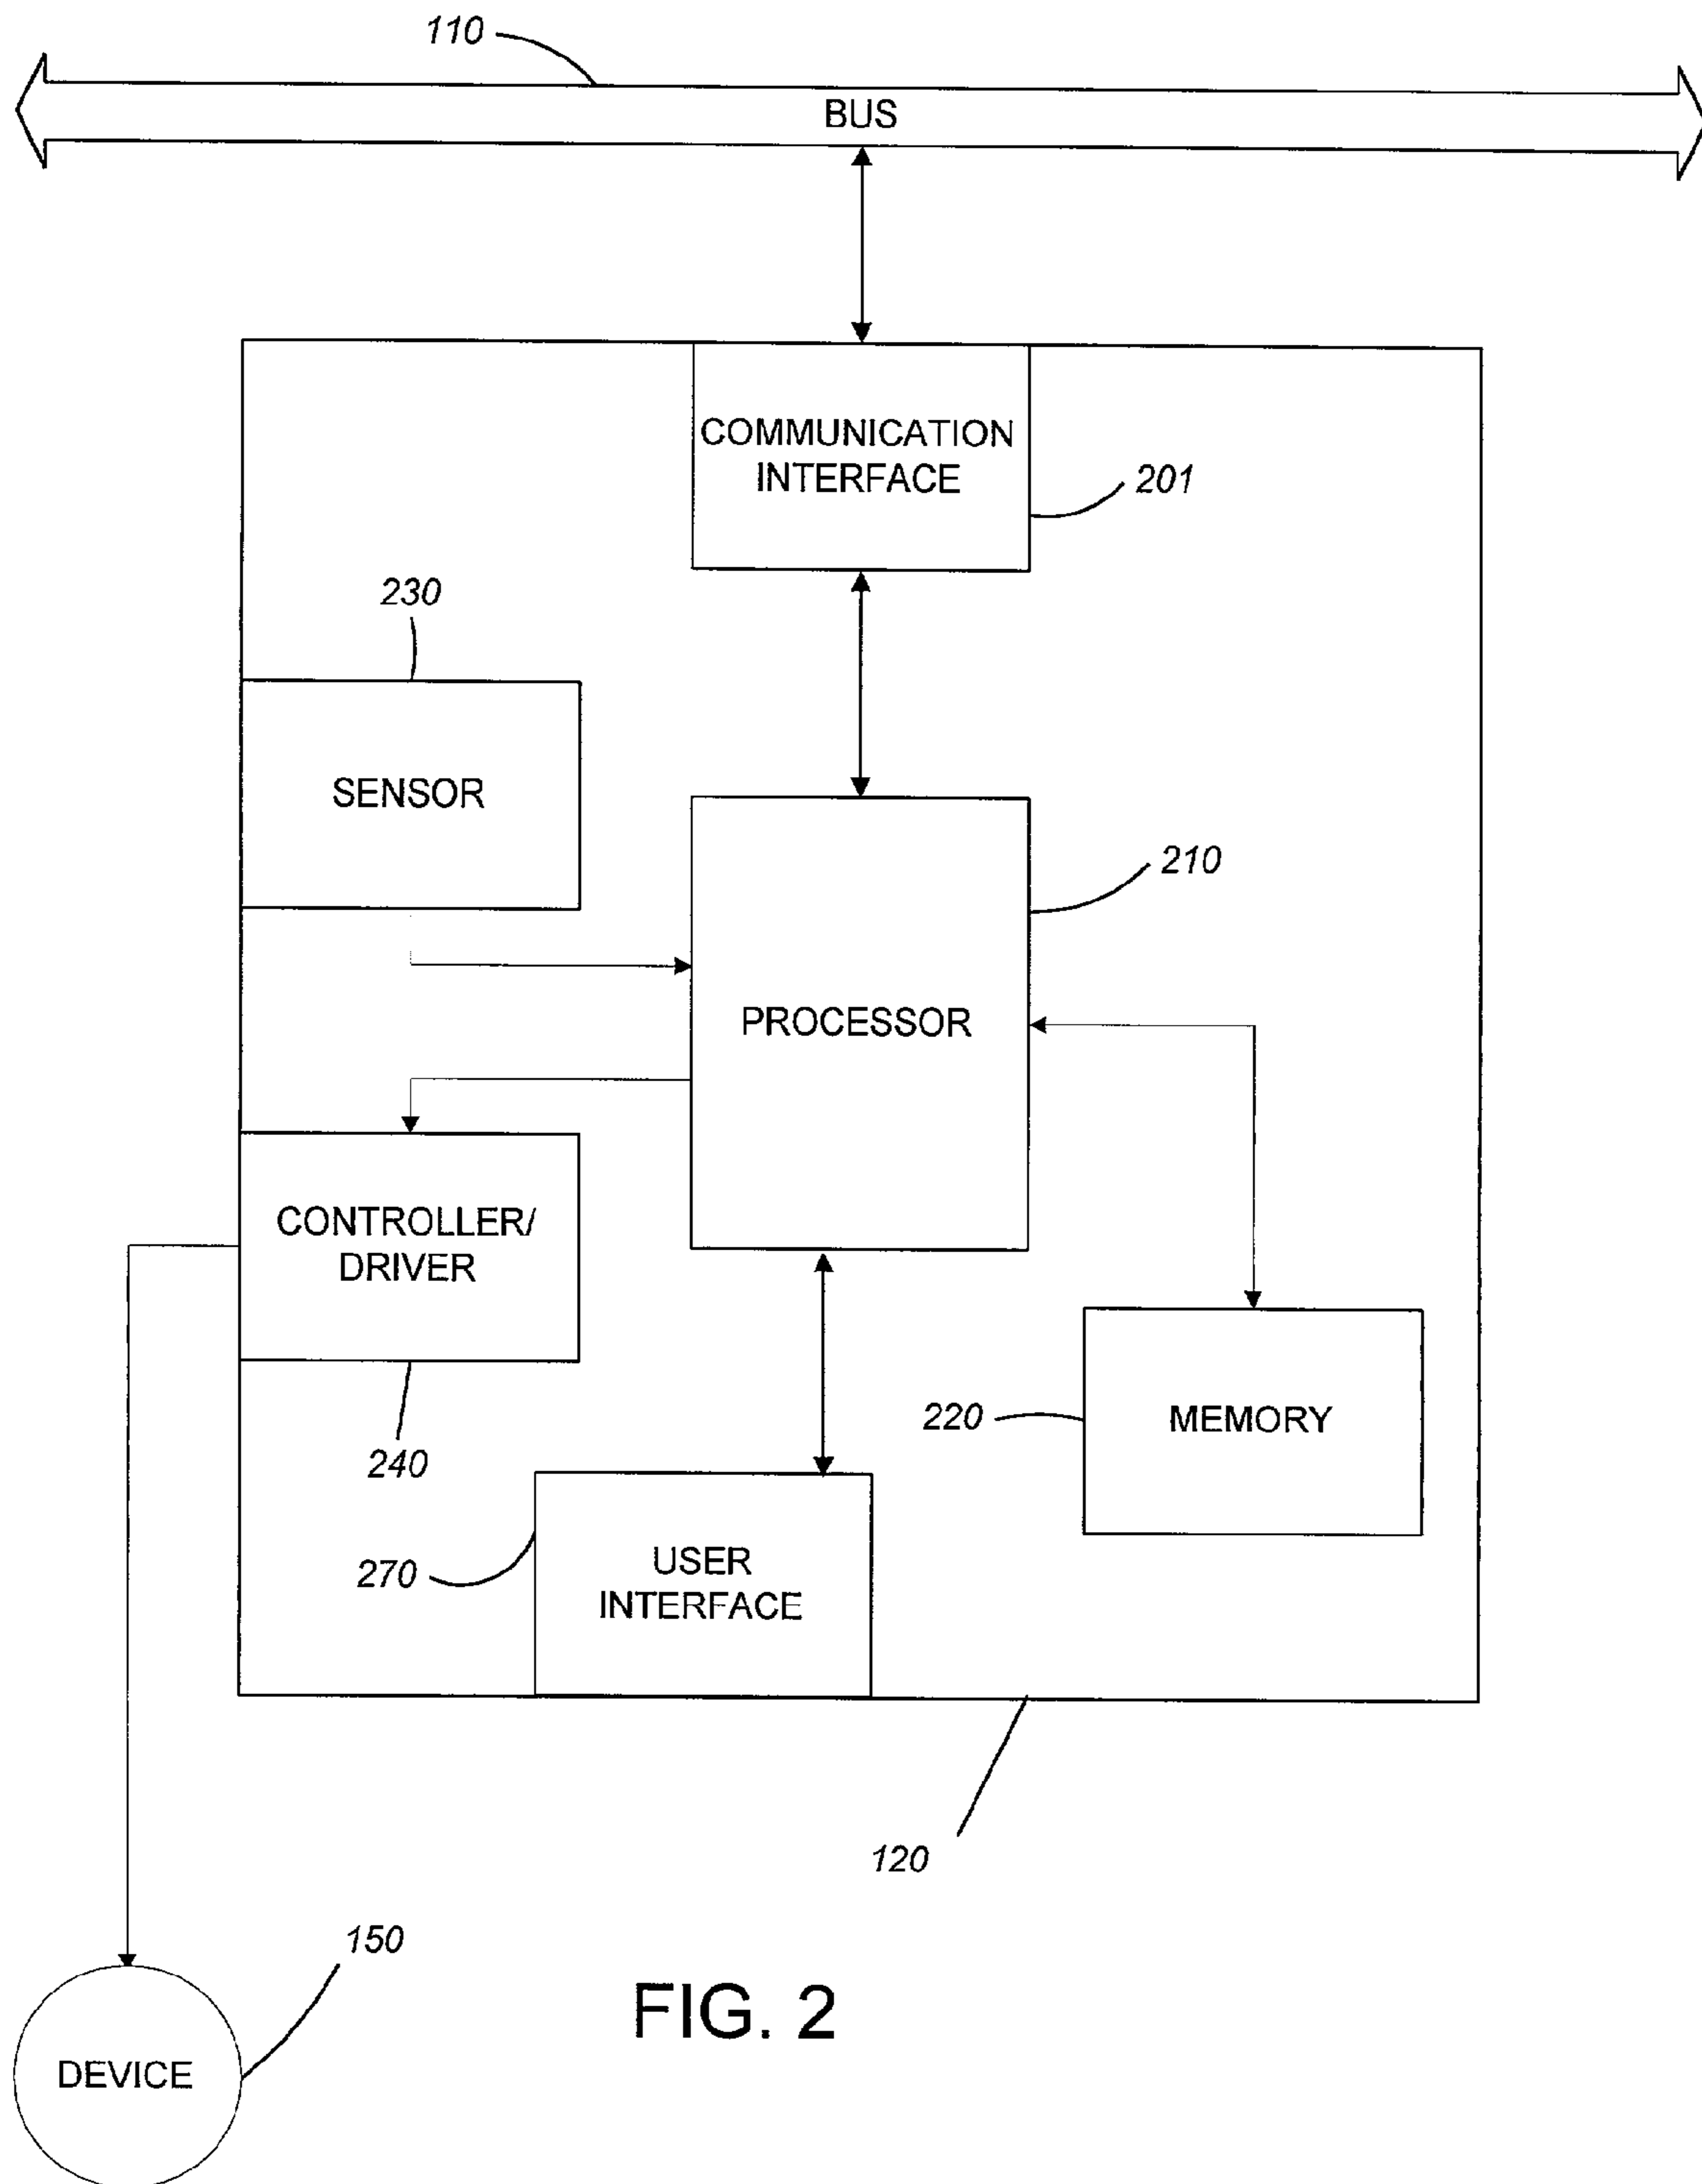 110
BUS
COMMUNICATION
INTERFACE
201
230
SENSOR
210
PROCESSOR
CONTROLLER/
DRIVER
240
220
MEMORY
270
USER
INTERFACE
120
150
DEVICE
FIG. 2